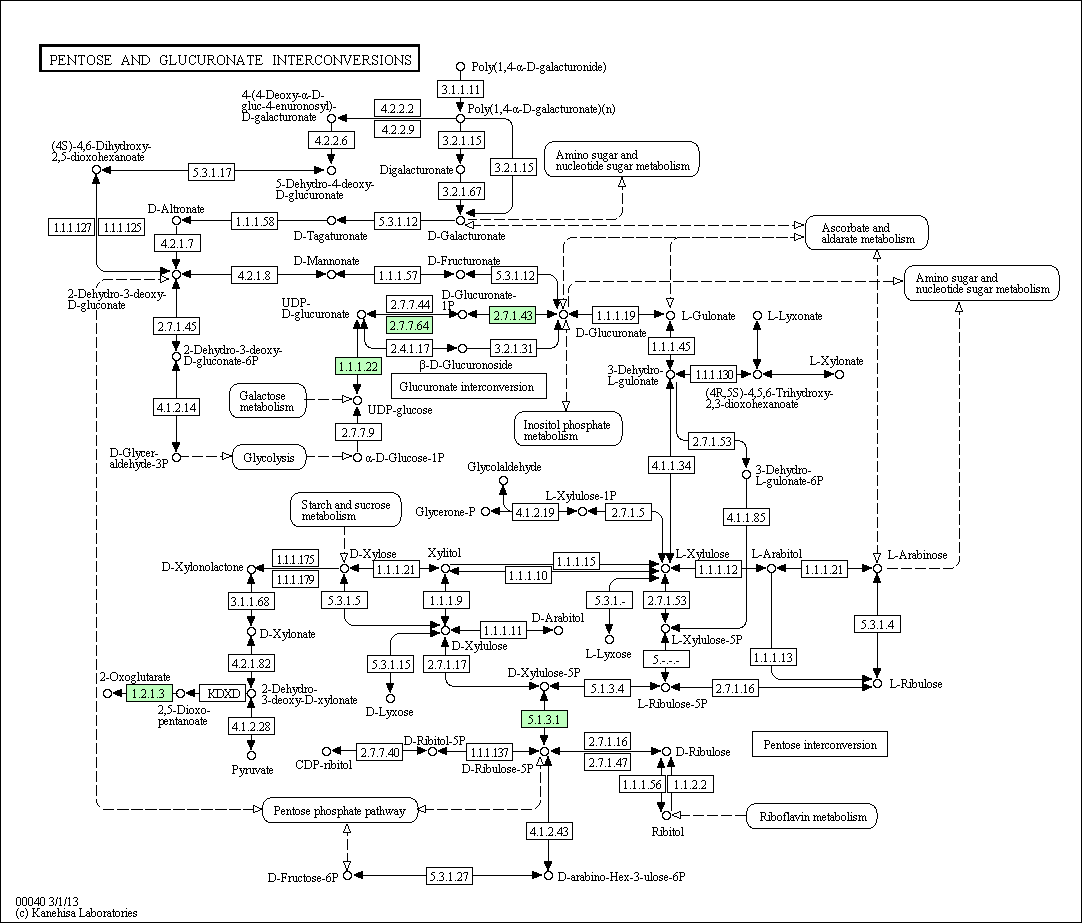 PENTOSE AND GLUCURONATE INTERCONVERSIONS
Poly(1,4-α-D-galacturonide)
3.1.1.11
4-(4-Deoxy-α-D-
gluc-4-enuronosyl)-
D-galacturonate
4.2.2.2
4.2.2.9
Poly(1,4-α-D-galacturonate)(n)
4.2.2.6
3.2.1.15
3.2.1.15
(4S)-4,6-Dihydroxy-
2,5-dioxohexanoate
5.3.1.17
5-Dehydro-4-deoxy-
D-glucuronate
Digalacturonate
3.2.1.67
Amino sugar and
nucleotide sugar metabolism
D-Altronate
1.1.1.127
1.1.1.125
1.1.1.58
D-Tagaturonate
5.3.1.12
D-Galacturonate
4.2.1.7
Ascorbate and
aldarate metabolism
D-Mannonate
D-Fructuronate
4.2.1.8
1.1.1.57
5.3.1.12
Amino sugar and
nucleotide sugar metabolism
2-Dehydro-3-deoxy-
D-gluconate
UDP-
D-glucuronate
2.7.7.44
2.7.7.64
D-Glucuronate-
1P
2.7.1.43
1.1.1.19
D-Glucuronate
L-Gulonate
L-Lyxonate
2.7.1.45
2.4.1.17
3.2.1.31
β-D-Glucuronoside
1.1.1.45
2-Dehydro-3-deoxy-
D-gluconate-6P
1.1.1.22
Glucuronate interconversion
3-Dehydro-
L-gulonate
1.1.1.130
L-Xylonate
(4R,5S)-4,5,6-Trihydroxy-
2,3-dioxohexanoate
4.1.2.14
Galactose
metabolism
UDP-glucose
Inositol phosphate
metabolism
2.7.7.9
2.7.1.53
D-Glycer-
aldehyde-3P
Glycolysis
α-D-Glucose-1P
Glycolaldehyde
4.1.1.34
3-Dehydro-
L-gulonate-6P
Starch and sucrose
metabolism
Glycerone-P
4.1.2.19
L-Xylulose-1P
2.7.1.5
4.1.1.85
D-Xylonolactone
1.1.1.175
1.1.1.179
D-Xylose
1.1.1.21
Xylitol
1.1.1.15
1.1.1.10
L-Xylulose
1.1.1.12
L-Arabitol
1.1.1.21
L-Arabinose
3.1.1.68
5.3.1.5
1.1.1.9
5.3.1.-
2.7.1.53
D-Xylonate
D-Arabitol
1.1.1.11
D-Xylulose
L-Lyxose
L-Xylulose-5P
5.3.1.4
4.2.1.82
5.3.1.15
2.7.1.17
5.-.-.-
1.1.1.13
2-Oxoglutarate
1.2.1.3
KDXD
2-Dehydro-
3-deoxy-D-xylonate
2,5-Dioxo-
pentanoate
D-Lyxose
D-Xylulose-5P
5.1.3.4
L-Ribulose-5P
2.7.1.16
L-Ribulose
4.1.2.28
5.1.3.1
Pyruvate
CDP-ribitol
2.7.7.40
D-Ribitol-5P
1.1.1.137
D-Ribulose-5P
2.7.1.16
2.7.1.47
D-Ribulose
Pentose interconversion
1.1.1.56
1.1.2.2
Pentose phosphate pathway
Ribitol
Riboflavin metabolism
4.1.2.43
D-Fructose-6P
5.3.1.27
D-arabino-Hex-3-ulose-6P
00040 3/1/13
(c) Kanehisa Laboratories